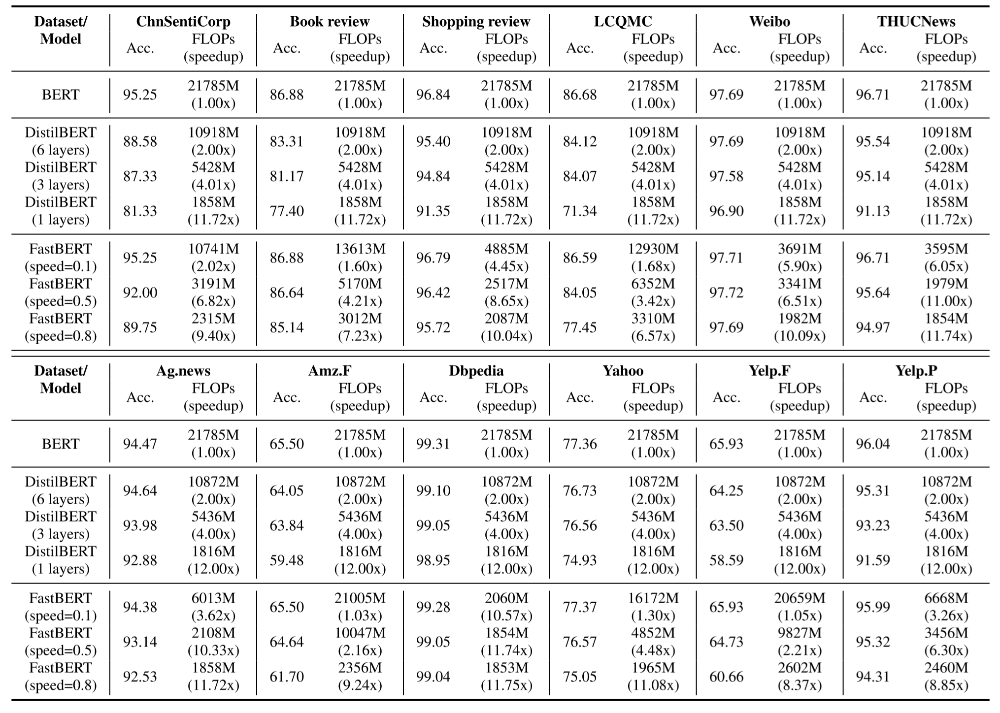 Dataset/ ChnSentiCorp Book review Shopping review LCQMC Weibo THUCNews
Model FLOPs FLOPs FLOPs FLOPs FLOPs FLOPs
Acc. Acc. Acc. Acc. Acc. Acc.
(speedup) (speedup) (speedup) (speedup) (speedup) (speedup)
21785M 21785M 21785M 21785M 21785M 21785M
BERT 95.25 86.88 96.84 86.68 97.69 96.71
(1.00x) (1.00x) (1.00x) (1.00x) (1.00x) (1.00x)
DistilBERT 10918M 10918M 10918M 10918M 10918M 10918M
88.58 83.31 95.40 84.12 97.69 95.54
(6 layers) (2.00x) (2.00x) (2.00x) (2.00x) (2.00x) (2.00x)
DistilBERT 5428M 5428M 5428M 5428M 5428M 5428M
87.33 81.17 94.84 84.07 97.58 95.14
(3 layers) (4.01x) (4.01x) (4.01x) (4.01x) (4.01x) (4.01x)
DistilBERT 1858M 1858M 1858M 1858M 1858M 1858M
81.33 77.40 91.35 71.34 96.90 91.13
(1 layers) (11.72x) (11.72x) (11.72x) (11.72x) (11.72x) (11.72x)
FastBERT 10741M 13613M 4885M 12930M 3691M 3595M
95.25 86.88 96.79 86.59 97.71 96.71
(speed=0.1) (2.02x) (1.60x) (4.45x) (1.68x) (5.90x) (6.05x)
FastBERT 3191M 5170M 2517M 6352M 3341M 1979M
92.00 86.64 96.42 84.05 97.72 95.64
(speed=0.5) (6.82x) (4.21x) (8.65x) (3.42x) (6.51x) (11.00x)
FastBERT 2315M 3012M 2087M 3310M 1982M 1854M
89.75 85.14 95.72 77.45 97.69 94.97
(speed=0.8) (9.40x) (7.23x) (10.04x) (6.57x) (10.09x) (11.74x)
Dataset/ Ag.news Amz.F Dbpedia Yahoo Yelp.F Yelp.P
Model FLOPs FLOPs FLOPs FLOPs FLOPs FLOPs
Acc. Acc. Acc. Acc. Acc. Acc.
(speedup) (speedup) (speedup) (speedup) (speedup) (speedup)
21785M 21785M 21785M 21785M 21785M 21785M
BERT 94.47 65.50 99.31 77.36 65.93 96.04
(1.00x) (1.00x) (1.00x) (1.00x) (1.00x) (1.00x)
DistilBERT 10872M 10872M 10872M 10872M 10872M 10872M
94.64 64.05 99.10 76.73 64.25 95.31
(6 layers) (2.00x) (2.00x) (2.00x) (2.00x) (2.00x) (2.00x)
DistilBERT 5436M 5436M 5436M 5436M 5436M 5436M
93.98 63.84 99.05 76.56 63.50 93.23
(3 layers) (4.00x) (4.00x) (4.00x) (4.00x) (4.00x) (4.00x)
DistilBERT 1816M 1816M 1816M 1816M 1816M 1816M
92.88 59.48 98.95 74.93 58.59 91.59
(1 layers) (12.00x) (12.00x) (12.00x) (12.00x) (12.00x) (12.00x)
FastBERT 6013M 21005M 2060M 16172M 20659M 6668M
94.38 65.50 99.28 77.37 65.93 95.99
(speed=0.1) (3.62x) (1.03x) (10.57x) (1.30x) (1.05x) (3.26x)
FastBERT 2108M 10047M 1854M 4852M 9827M 3456M
93.14 64.64 99.05 76.57 64.73 95.32
(speed=0.5) (10.33x) (2.16x) (11.74x) (4.48x) (2.21x) (6.30x)
FastBERT 1858M 2356M 1853M 1965M 2602M 2460M
92.53 61.70 99.04 75.05 60.66 94.31
(speed=0.8) (11.72x) (9.24x) (11.75x) (11.08x) (8.37x) (8.85x)